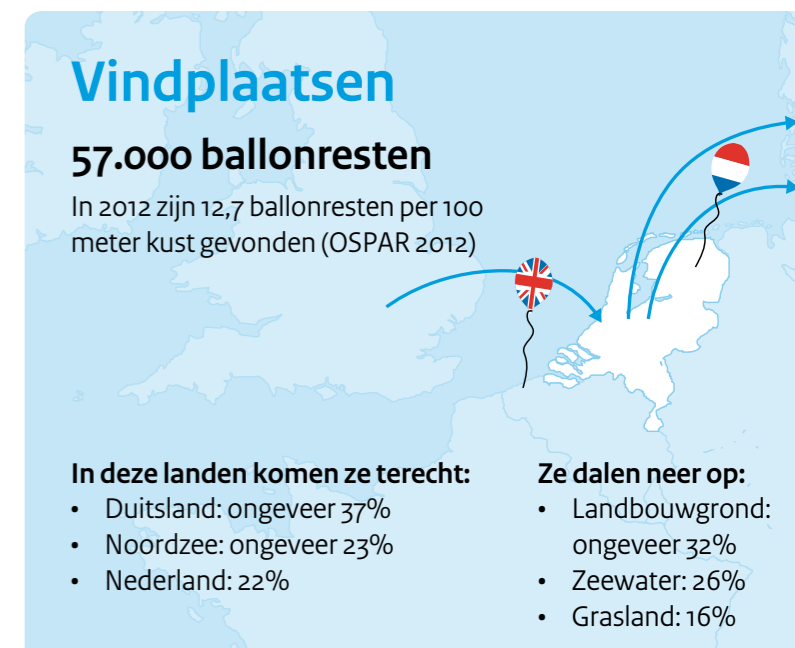 Vindplaatsen
57.000 ballonresten
In 2012 zijn 12,7 ballonresten per 100
meter kust gevonden (OSPAR 2012)
In deze landen komen ze terecht:
• Duitsland: ongeveer 37%
• Noordzee: ongeveer 23%
• Nederland: 22%
Ze dalen neer op:
• Landbouwgrond:
ongeveer 32%
• Zeewater: 26%
• Grasland: 16%